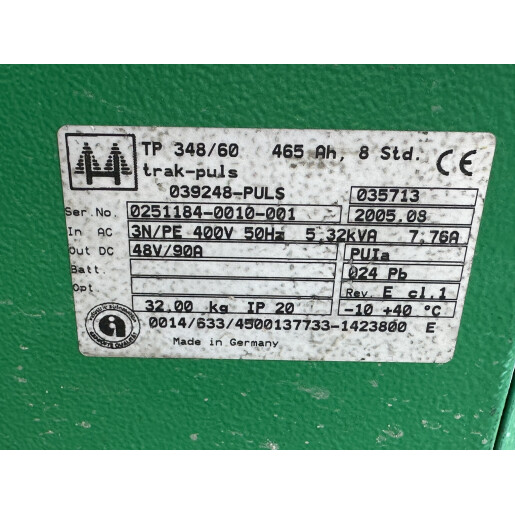 TP 348/60 465 Ah, 8 Std. CE
trak-puls
039248-PULS 035713
Ser.No. 0251184-0010-001 2005.08
In AC 3N/PE 400V 50Hz 5,32kVA 7,76A
Out DC 48V/90A PUIa
Batt. 024 Pb
Opt. Rev. E cl.1
32.00 kg IP 20 -10 +40 °C
0014/633/4500137733-1423800 E
Made in Germany